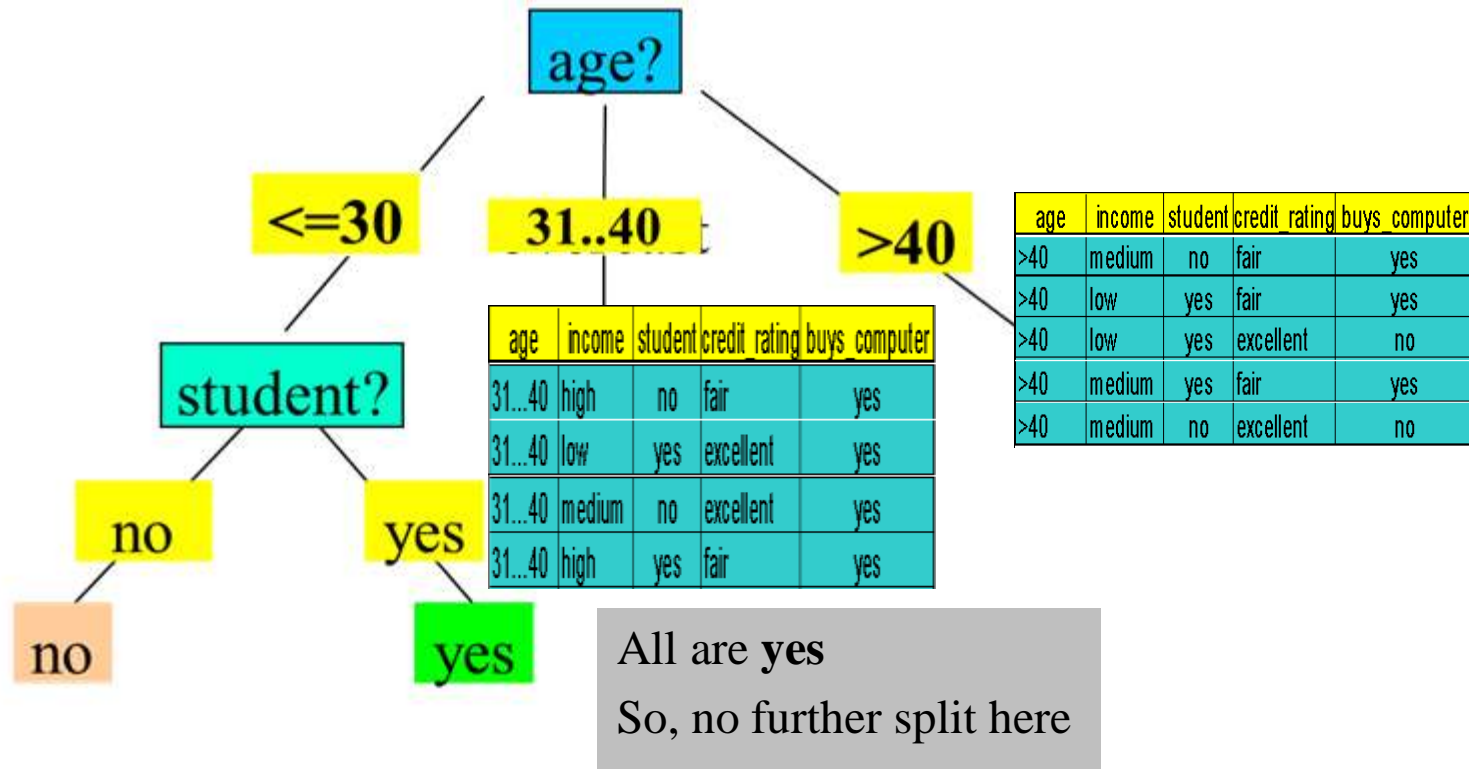 age?
<=30
31..40
>40
student?
no
yes
no
yes
age income student credit_rating buys_computer
31...40 high no fair yes
31...40 low yes excellent yes
31...40 medium no excellent yes
31...40 high yes fair yes
age income student credit_rating buys_computer
>40 medium no fair yes
>40 low yes fair yes
>40 low yes excellent no
>40 medium yes fair yes
>40 medium no excellent no
All are yes
So, no further split here